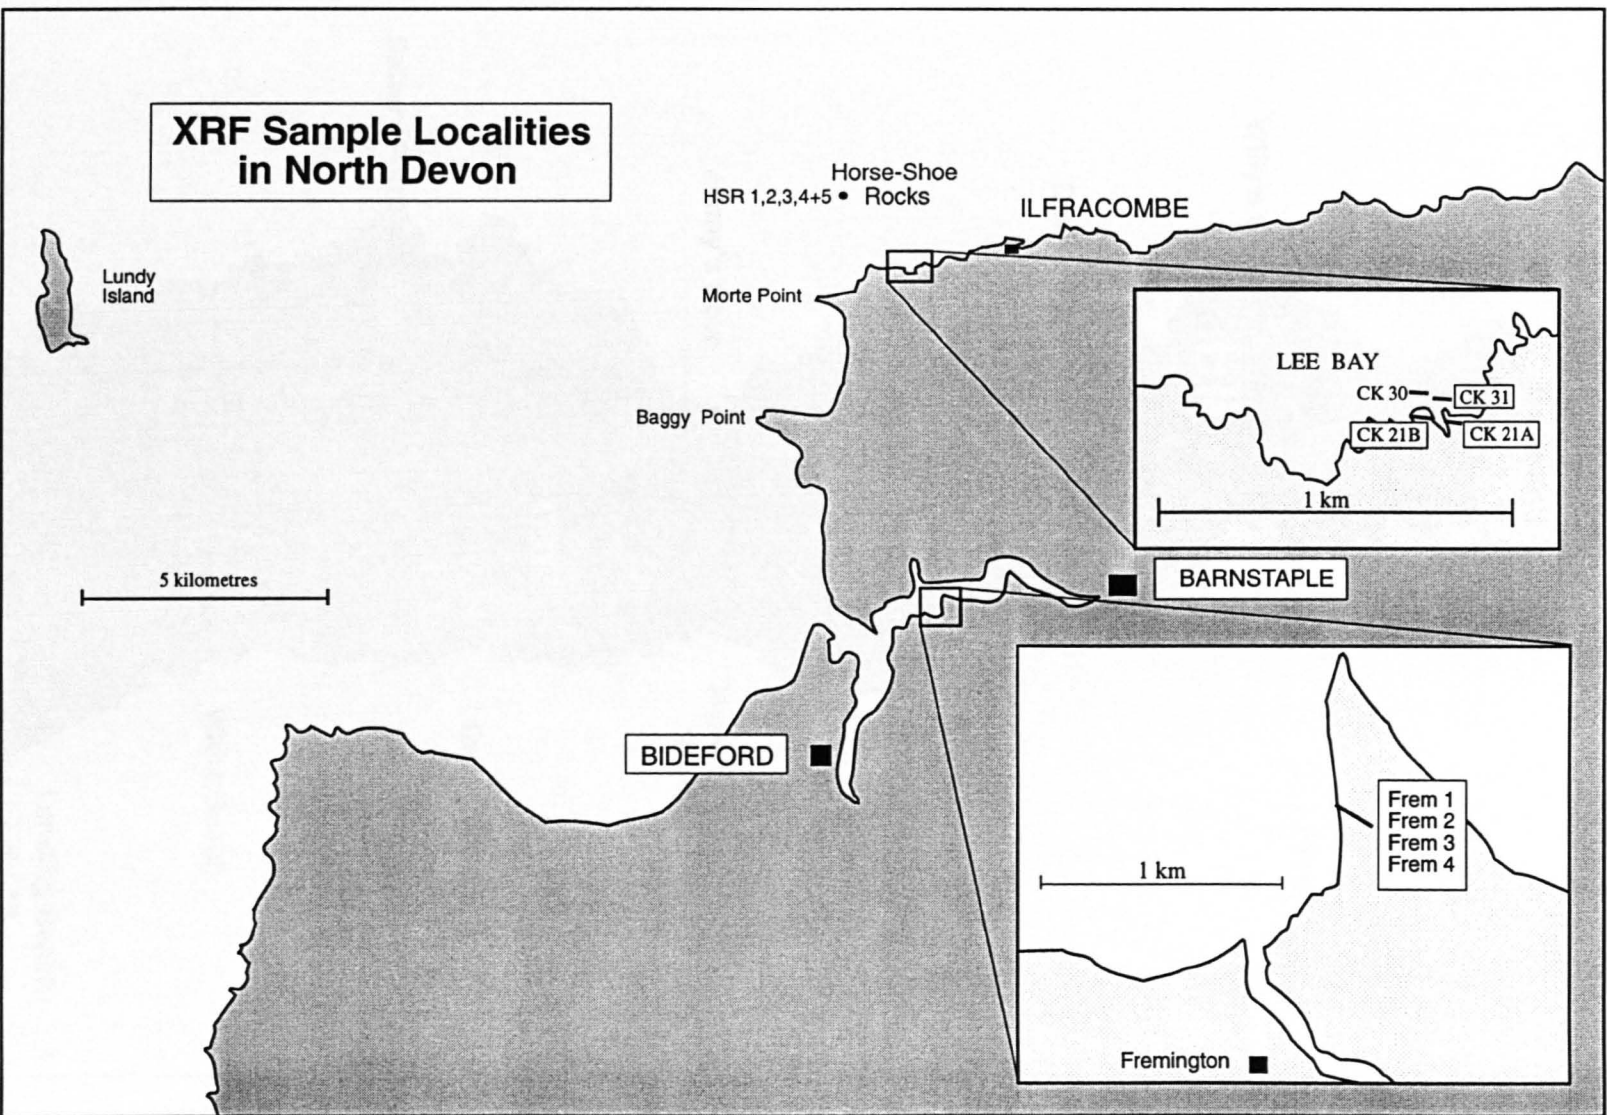 XRF Sample Localities
in North Devon
Horse-Shoe
Rocks
HSR 1,2,3,4+5
ILFRACOMBE
Lundy
Island
Morte Point
LEE BAY
CK 30
CK 31
CK 21B
CK 21A
1 km
Baggy Point
5 kilometres
BARNSTAPLE
BIDEFORD
Frem 1
Frem 2
Frem 3
Frem 4
1 km
Fremington